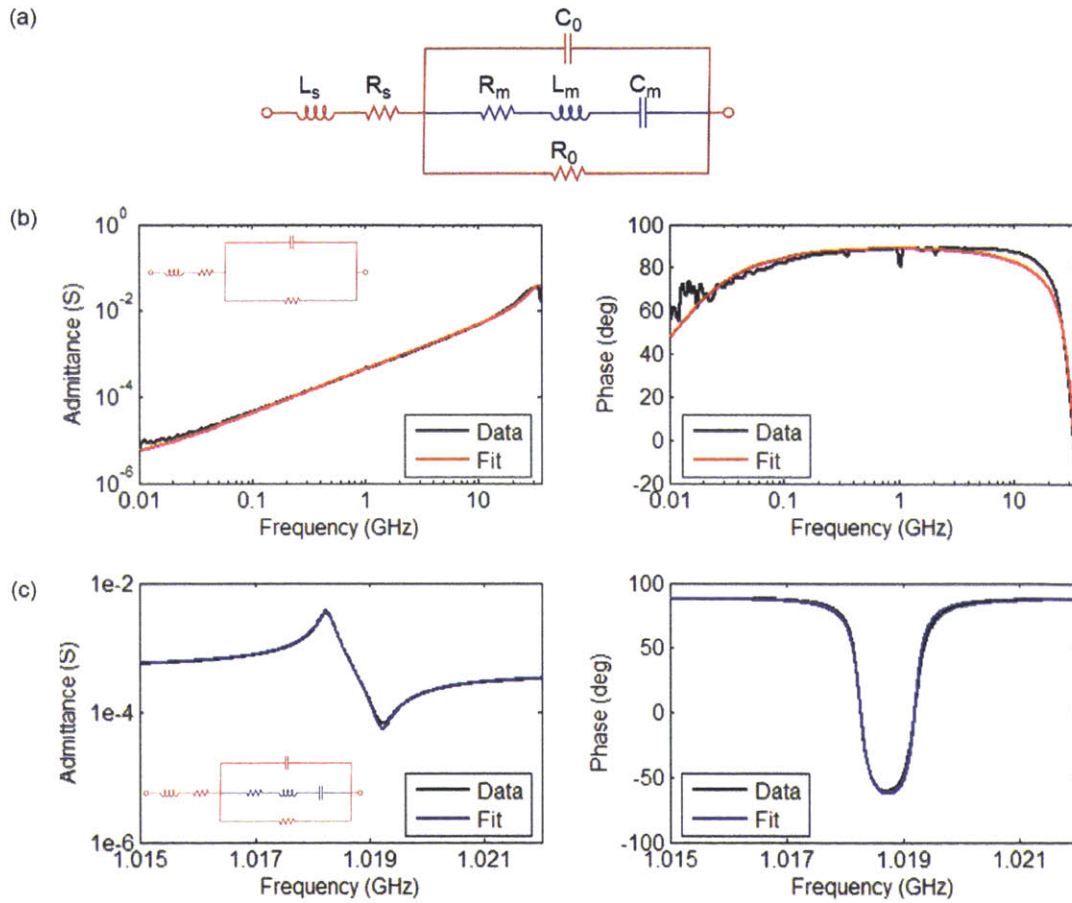 (a)
C0
Ls Rs Rm Lm Cm
R0
(b)
10^0
10^-2
10^-4
10^-6
Admittance (S)
Data
Fit
0.01 0.1 1 10
Frequency (GHz)
100
80
60
40
20
0
-20
Phase (deg)
Data
Fit
0.01 0.1 1 10
Frequency (GHz)
(c)
1e-2
1e-4
1e-6
Admittance (S)
Data
Fit
1.015 1.017 1.019 1.021
Frequency (GHz)
100
50
0
-50
-100
Phase (deg)
Data
Fit
1.015 1.017 1.019 1.021
Frequency (GHz)